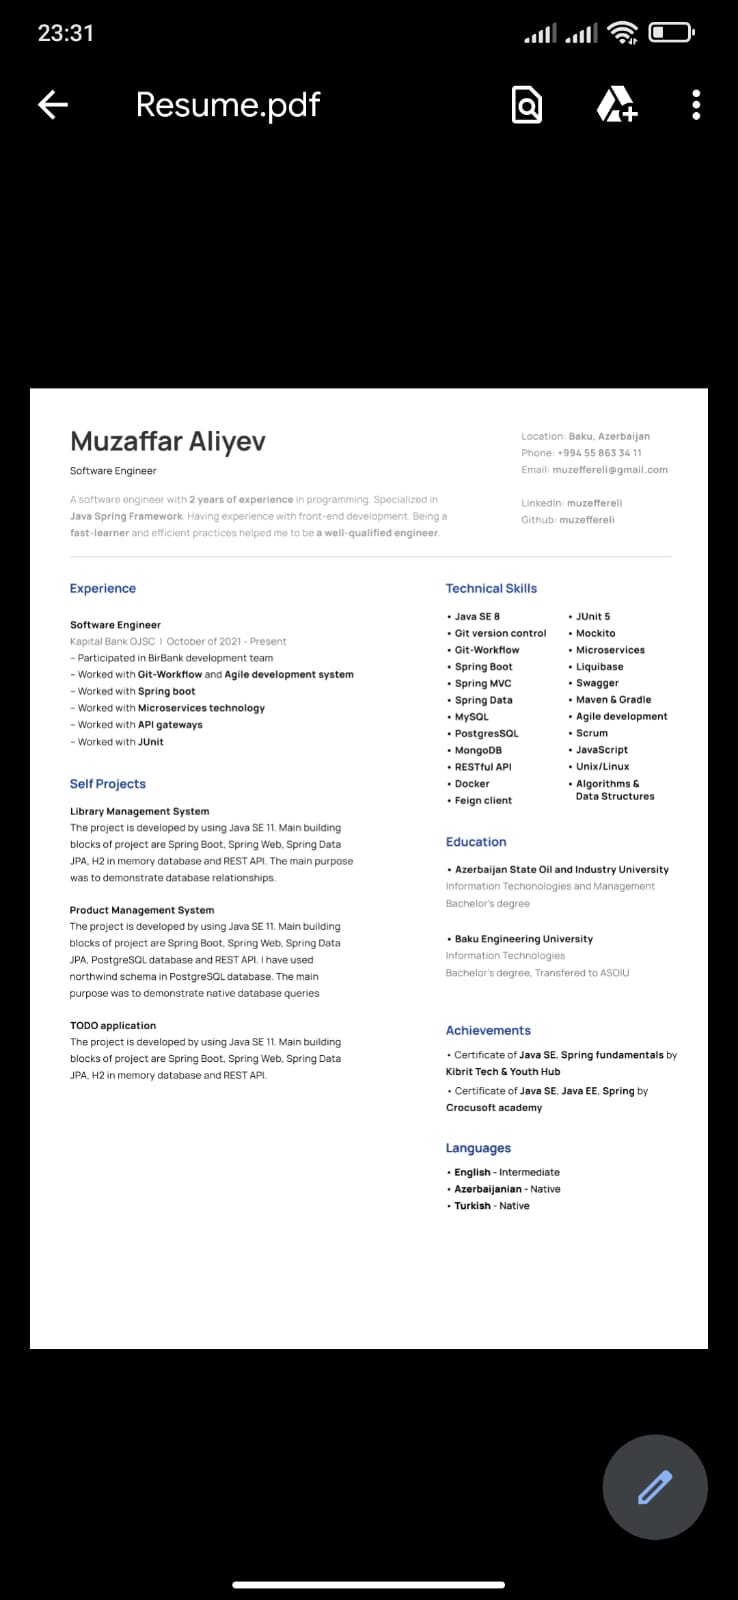 23:31
Resume.pdf
Muzaffar Aliyev
Software Engineer
A software engineer with 2 years of experience in programming. Specialized in
Java Spring Framework. Having experience with front-end development. Being a
fast-learner and efficient practices helped me to be a well-qualified engineer.
Location: Baku, Azerbaijan
Phone: +994 55 863 34 11
Email: muzeffereli@gmail.com
LinkedIn: muzeffereli
Github: muzeffereli
Experience
Software Engineer
Kapital Bank OJSC | October of 2021 - Present
- Participated in BirBank development team
- Worked with Git-Workflow and Agile development system
- Worked with Spring boot
- Worked with Microservices technology
- Worked with API gateways
- Worked with JUnit
Self Projects
Library Management System
The project is developed by using Java SE 11. Main building
blocks of project are Spring Boot, Spring Web, Spring Data
JPA, H2 in memory database and REST API. The main purpose
was to demonstrate database relationships.
Product Management System
The project is developed by using Java SE 11. Main building
blocks of project are Spring Boot, Spring Web, Spring Data
JPA, PostgreSQL database and REST API. I have used
northwind schema in PostgreSQL database. The main
purpose was to demonstrate native database queries
TODO application
The project is developed by using Java SE 11. Main building
blocks of project are Spring Boot, Spring Web, Spring Data
JPA, H2 in memory database and REST API.
Technical Skills
• Java SE 8
• Git version control
• Git-Workflow
• Spring Boot
• Spring MVC
• Spring Data
• MySQL
• PostgresSQL
• MongoDB
• RESTful API
• Docker
• Feign client
• JUnit 5
• Mockito
• Microservices
• Liquibase
• Swagger
• Maven & Gradle
• Agile development
• Scrum
• JavaScript
• Unix/Linux
• Algorithms &
Data Structures
Education
• Azerbaijan State Oil and Industry University
Information Techonologies and Management
Bachelor's degree
• Baku Engineering University
Information Technologies
Bachelor's degree, Transfered to ASOIU
Achievements
• Certificate of Java SE, Spring fundamentals by
Kibrit Tech & Youth Hub
• Certificate of Java SE, Java EE, Spring by
Crocusoft academy
Languages
• English - Intermediate
• Azerbaijanian - Native
• Turkish - Native